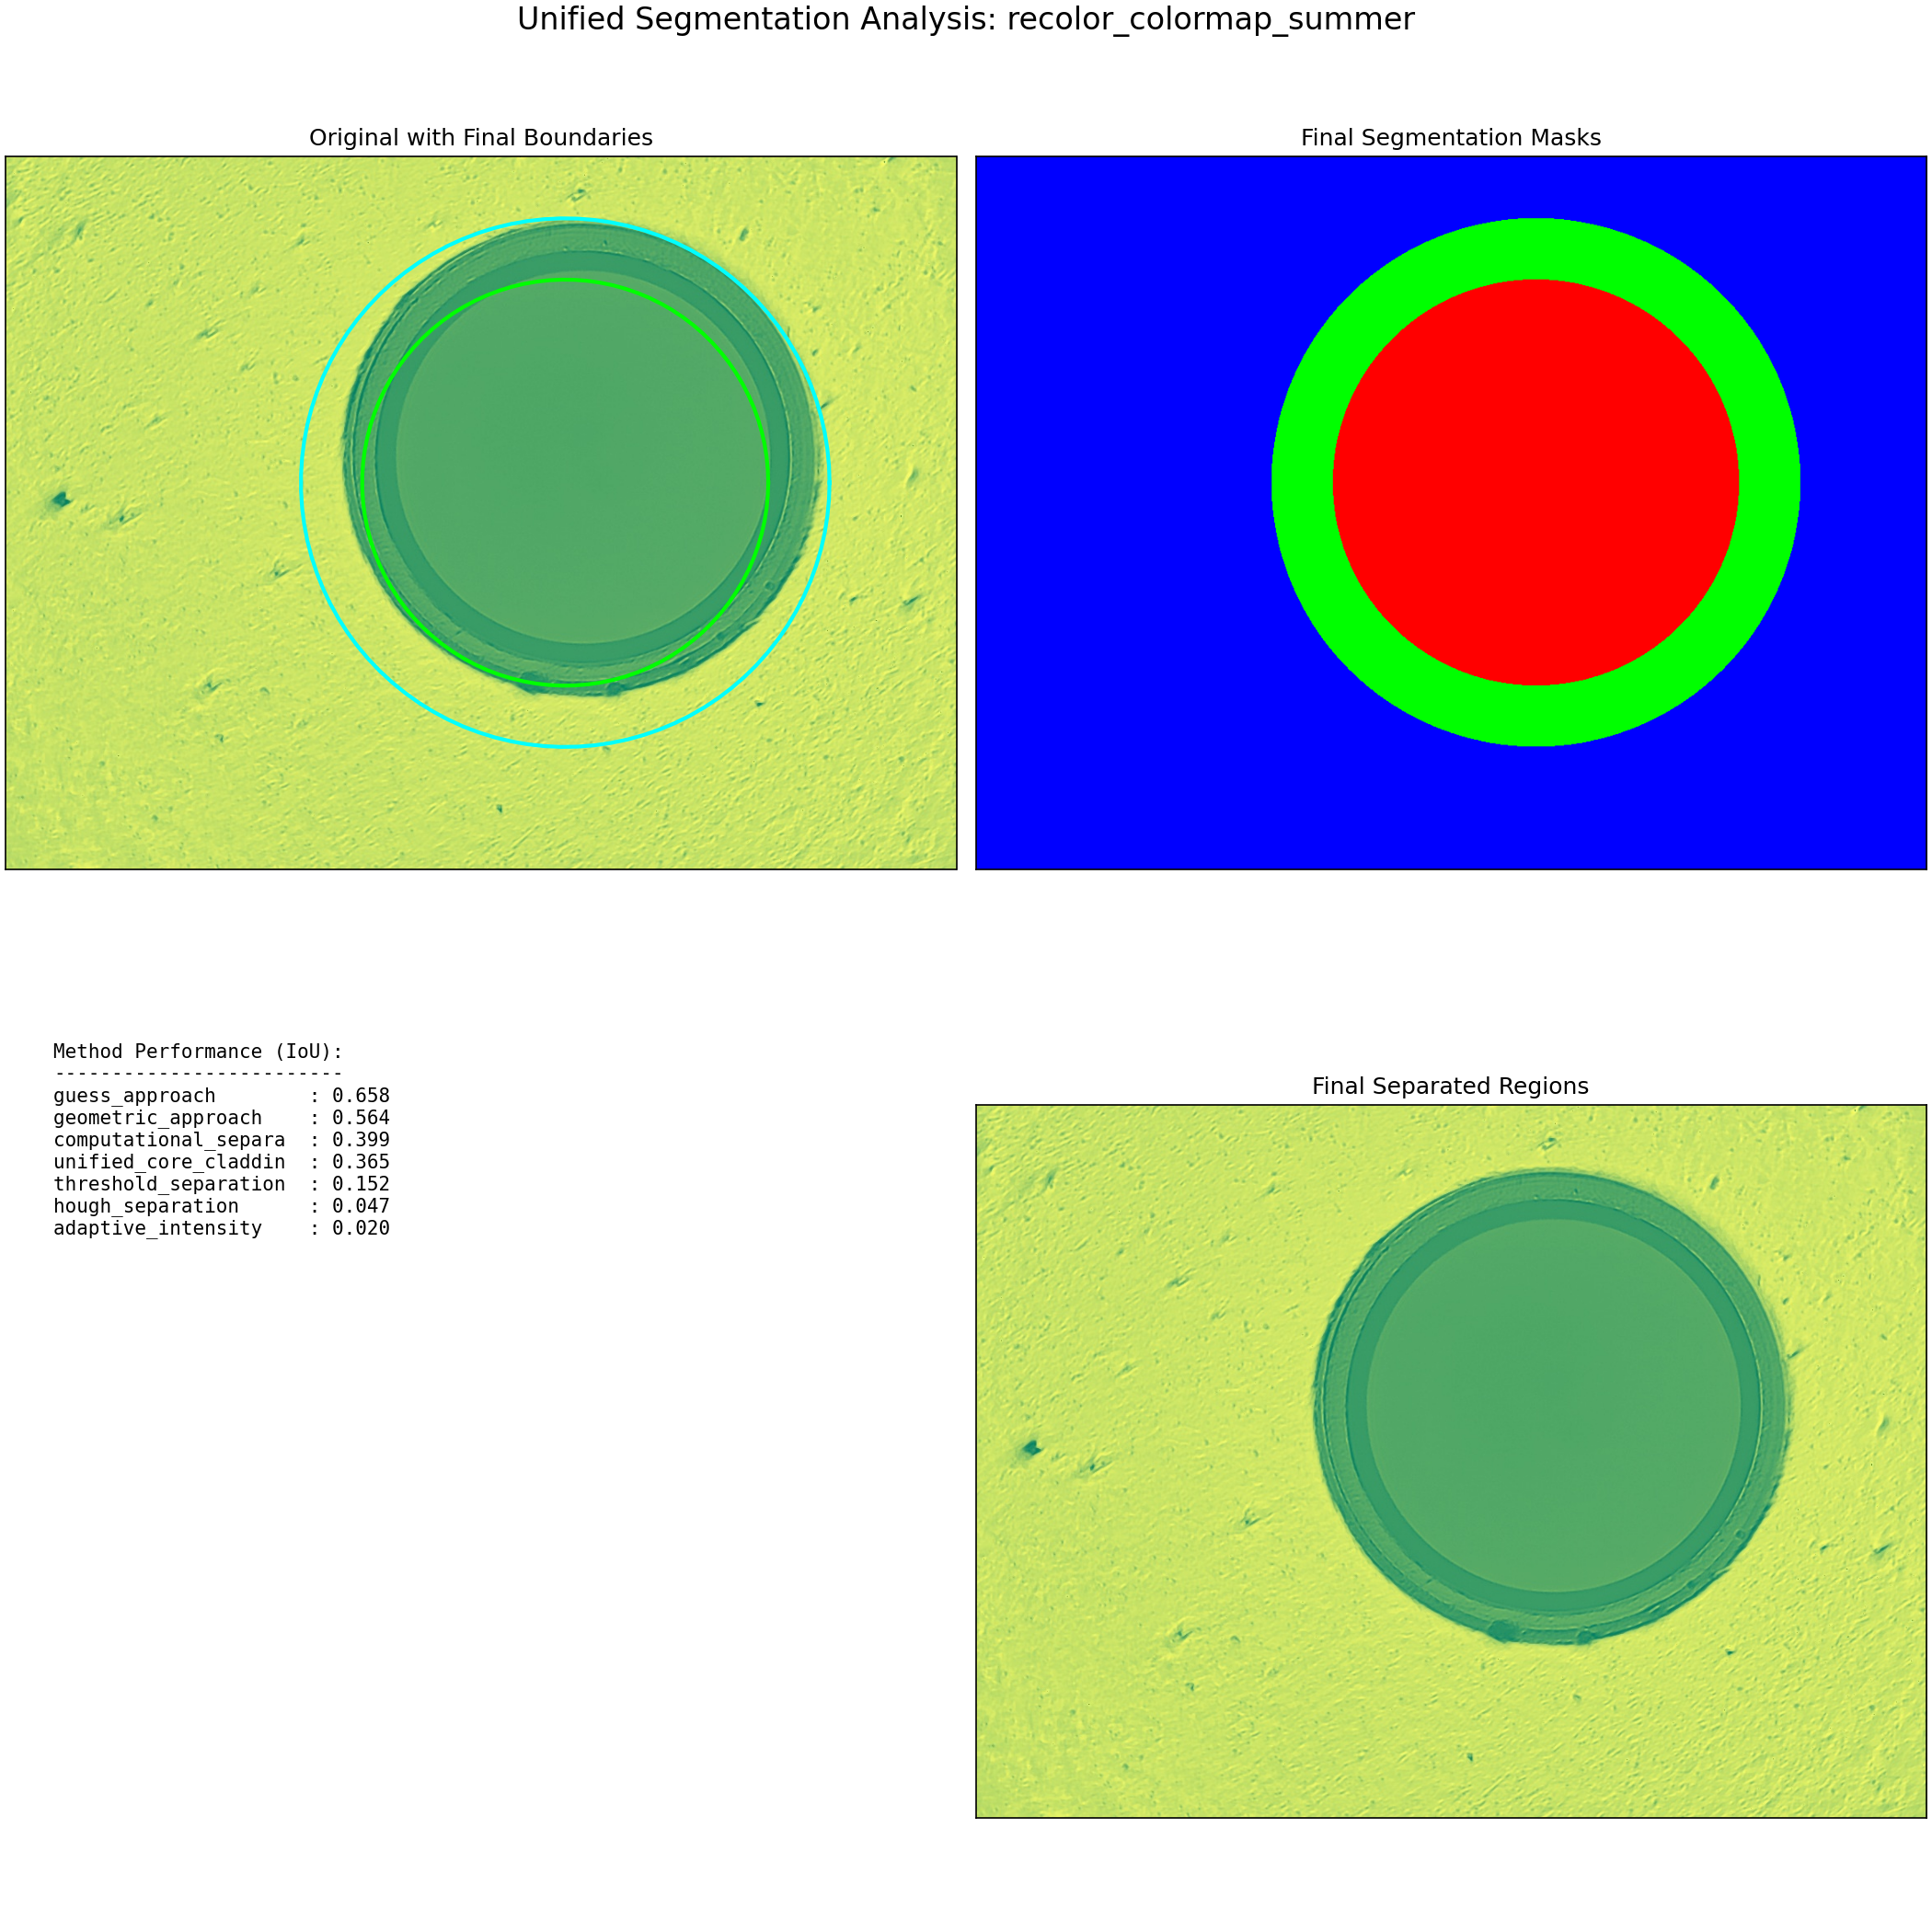 Unified Segmentation Analysis: recolor_colormap_summer
Original with Final Boundaries
Final Segmentation Masks
Method Performance (IoU):
-------------------------
guess_approach        : 0.658
geometric_approach    : 0.564
computational_separa  : 0.399
unified_core_claddin  : 0.365
threshold_separation  : 0.152
hough_separation      : 0.047
adaptive_intensity    : 0.020
Final Separated Regions